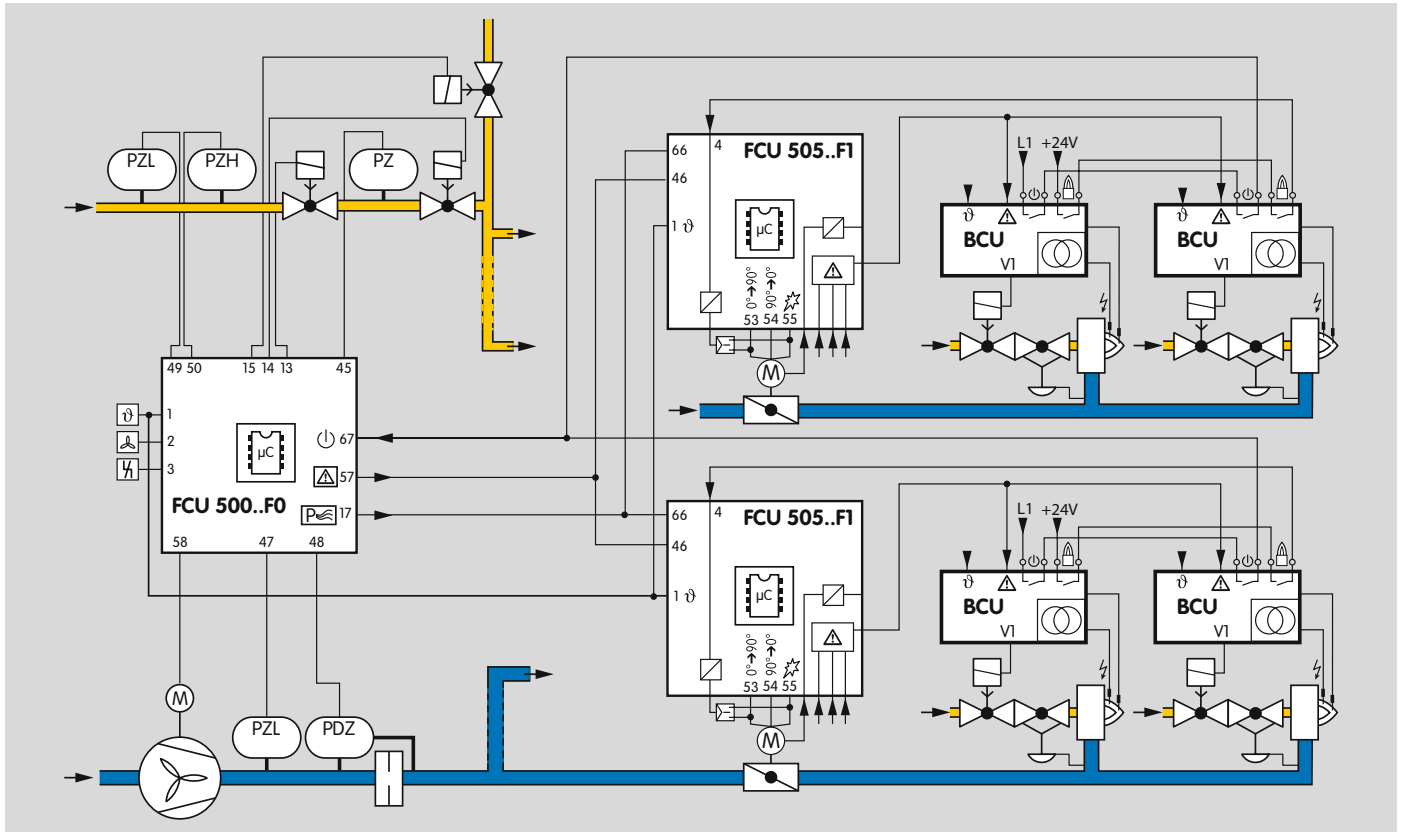 PZL
PZH
PZ
49 50
15 14 13
45
ϑ 1
2
3
67
µC
57
FCU 500..F0
P 17
58
47
48
M
PZL
PDZ
66
4
FCU 505..F1
46
1 ϑ
µC
0°→90°
90°→0°
53 54 55
M
L1 +24V
ϑ
BCU
V1
ϑ
BCU
V1
66
4
FCU 505..F1
46
1 ϑ
µC
0°→90°
90°→0°
53 54 55
M
L1 +24V
ϑ
BCU
V1
ϑ
BCU
V1